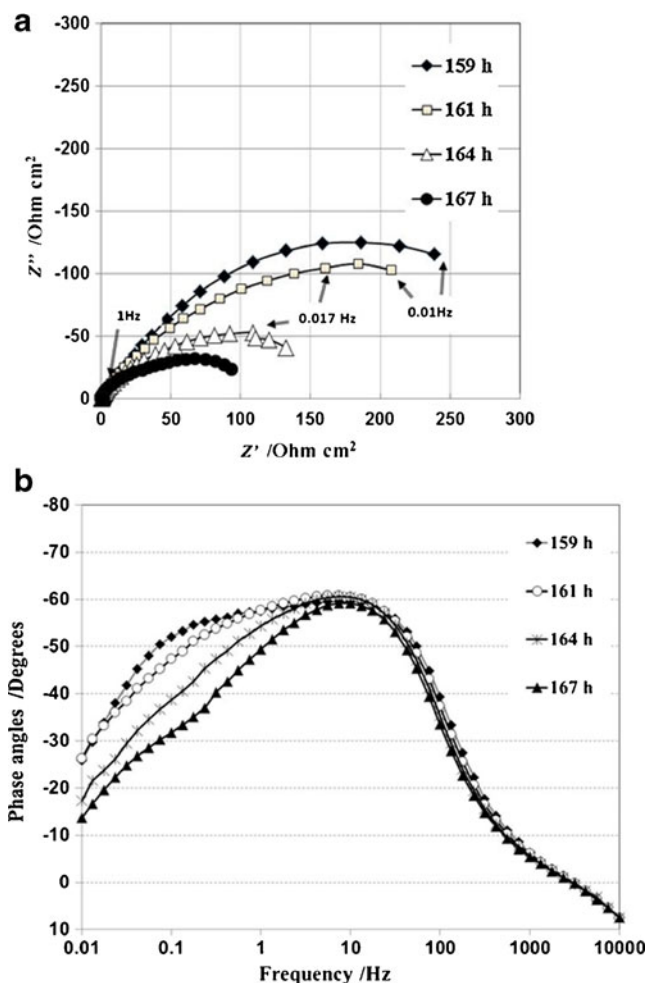 a
-300
-250
-200
-150
-100
-50
0
Z'' /Ohm cm²
159 h
161 h
164 h
167 h
1Hz
0.017 Hz
0.01Hz
0 50 100 150 200 250 300
Z' /Ohm cm²
b
-80
-70
-60
-50
-40
-30
-20
-10
0
10
Phase angles /Degrees
159 h
161 h
164 h
167 h
0.01 0.1 1 10 100 1000 10000
Frequency /Hz